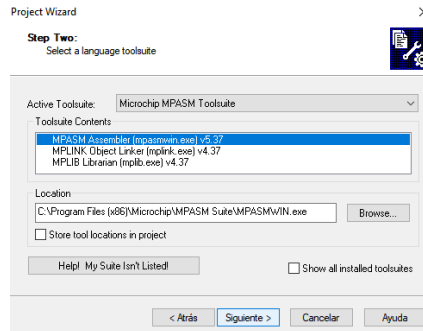 Project Wizard
Step Two:
Select a language toolsuite
Active Toolsuite: Microchip MPASM Toolsuite
Toolsuite Contents
MPASM Assembler (mpasmwin.exe) v5.37
MPLINK Object Linker (mplink.exe) v4.37
MPLIB Librarian (mplib.exe) v4.37
Location
C:\Program Files (x86)\Microchip\MPASM Suite\MPASMWIN.exe Browse...
Store tool locations in project
Help! My Suite Isn't Listed! Show all installed toolsuites
< Atrás Siguiente > Cancelar Ayuda